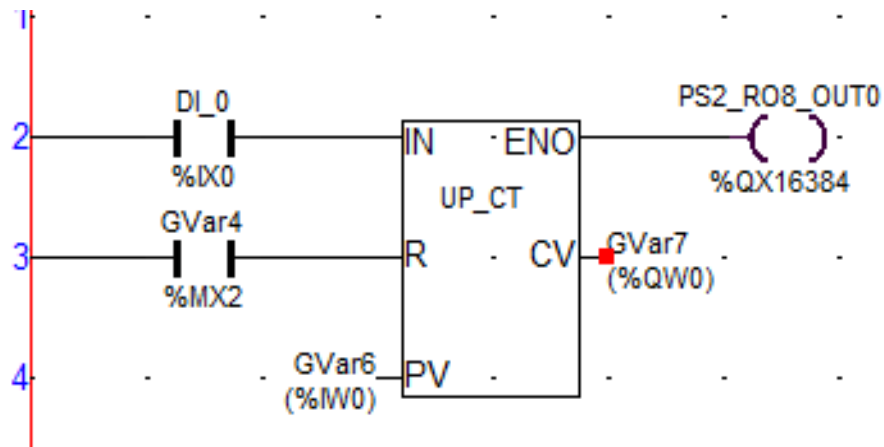 1
DI_0
PS2_RO8_OUT0
2
IN
ENO
%IX0
%QX16384
UP_CT
GVar4
3
R
CV
GVar7
%MX2
(%QW0)
GVar6
4
PV
(%IW0)